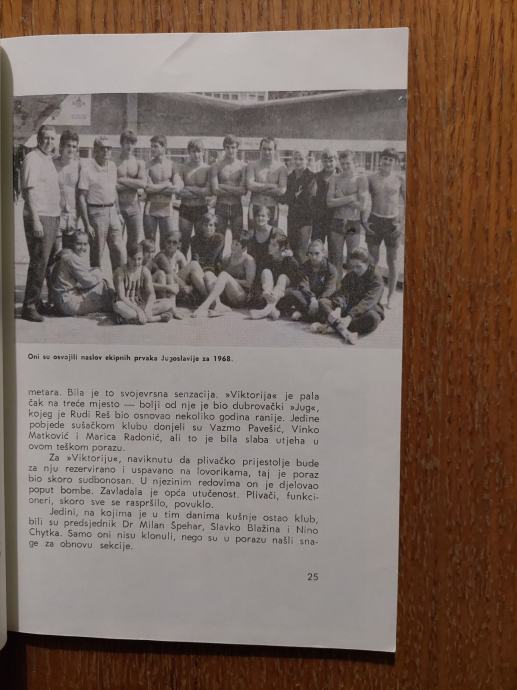 Oni su osvojili naslov ekipnih prvaka Jugoslavije za 1968.
metara. Bila je to svojevrsna senzacija. »Viktorija« je pala
čak na treće mjesto — bolji od nje je bio dubrovački »Jug«,
kojeg je Rudi Reš bio osnovao nekoliko godina ranije. Jedine
pobjede sušačkom klubu donjeli su Vazmo Pavešić, Vinko
Matković i Marica Radonić, ali to je bila slaba utjeha u
ovom teškom porazu.
Za »Viktoriju«, naviknutu da plivačko prijestolje bude
za nju rezervirano i uspavano na lovorikama, taj je poraz
bio skoro sudbonosan. U njezinim redovima on je djelovao
poput bombe. Zavladala je opća utučenost. Plivači, funkci-
oneri, skoro sve se raspršilo, povuklo.
Jedini, na kojima je u tim danima kušnje ostao klub,
bili su predsjednik Dr Milan Špehar, Slavko Blažina i Nino
Chytka. Samo oni nisu klonuli, nego su u porazu našli sna-
ge za obnovu sekcije.
25